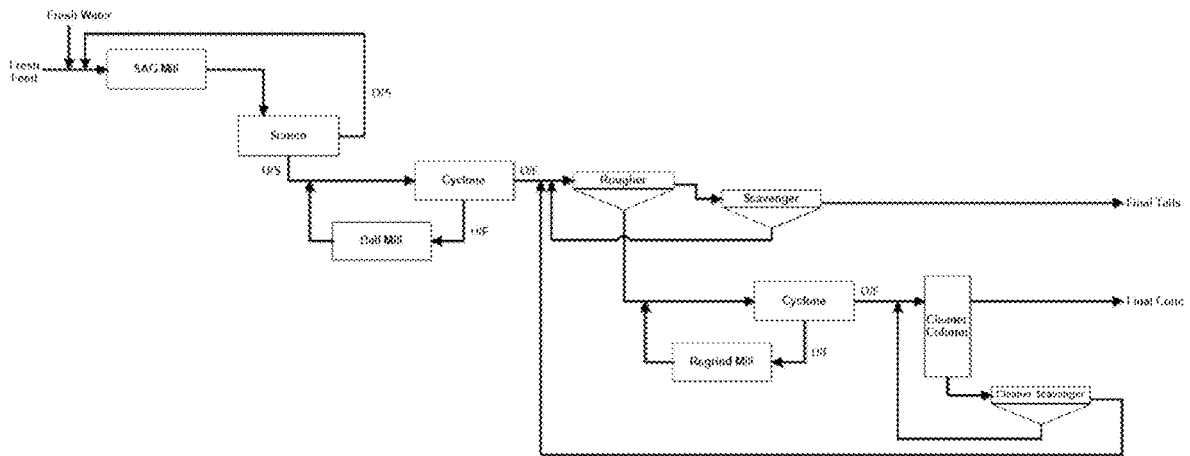 Fresh Water
Fresh
Feed
SAG Mill
O/S
Screen
U/S
Cyclone
O/F
U/F
Ball Mill
Rougher
Scavenger
Final Tails
Cyclone
O/F
U/F
Regrind Mill
Cleaner
Column
Final Conc
Cleaner Scavenger